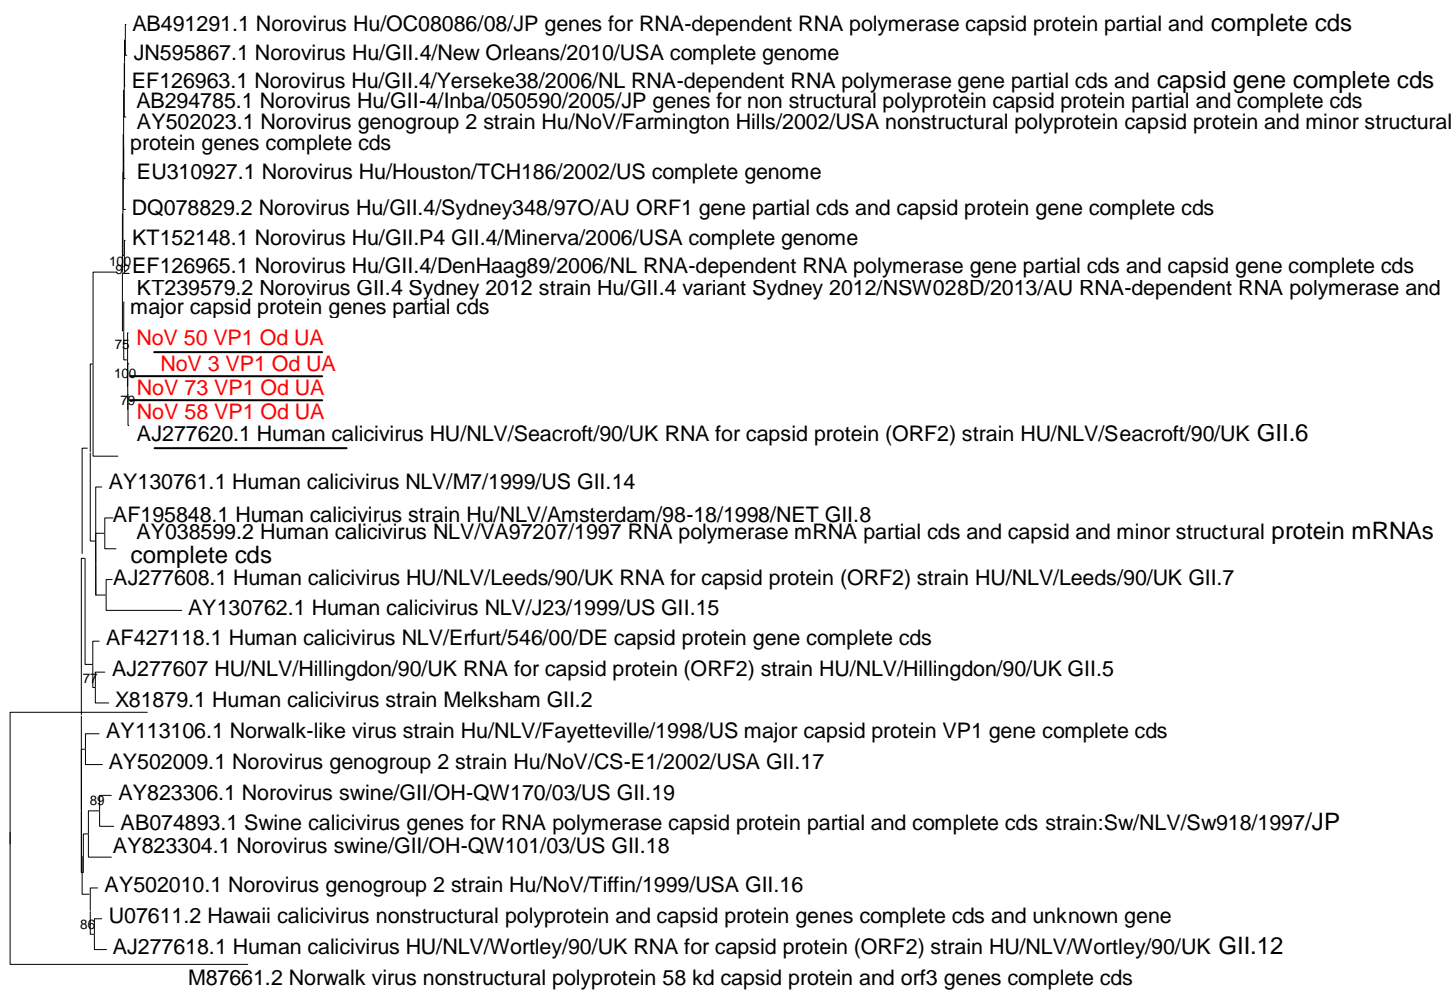 AB491291.1 Norovirus Hu/OC08086/08/JP genes for RNA-dependent RNA polymerase capsid protein partial and complete cds
JN595867.1 Norovirus Hu/GII.4/New Orleans/2010/USA complete genome
EF126963.1 Norovirus Hu/GII.4/Yerseke38/2006/NL RNA-dependent RNA polymerase gene partial cds and capsid gene complete cds
AB294785.1 Norovirus Hu/GII-4/Inba/050590/2005/JP genes for non structural polyprotein capsid protein partial and complete cds
AY502023.1 Norovirus genogroup 2 strain Hu/NoV/Farmington Hills/2002/USA nonstructural polyprotein capsid protein and minor structural
protein genes complete cds
EU310927.1 Norovirus Hu/Houston/TCH186/2002/US complete genome
DQ078829.2 Norovirus Hu/GII.4/Sydney348/97O/AU ORF1 gene partial cds and capsid protein gene complete cds
KT152148.1 Norovirus Hu/GII.P4 GII.4/Minerva/2006/USA complete genome
100
92
EF126965.1 Norovirus Hu/GII.4/DenHaag89/2006/NL RNA-dependent RNA polymerase gene partial cds and capsid gene complete cds
KT239579.2 Norovirus GII.4 Sydney 2012 strain Hu/GII.4 variant Sydney 2012/NSW028D/2013/AU RNA-dependent RNA polymerase and
major capsid protein genes partial cds
NoV 50 VP1 Od UA
75
NoV 3 VP1 Od UA
100
NoV 73 VP1 Od UA
79
NoV 58 VP1 Od UA
AJ277620.1 Human calicivirus HU/NLV/Seacroft/90/UK RNA for capsid protein (ORF2) strain HU/NLV/Seacroft/90/UK GII.6
AY130761.1 Human calicivirus NLV/M7/1999/US GII.14
AF195848.1 Human calicivirus strain Hu/NLV/Amsterdam/98-18/1998/NET GII.8
AY038599.2 Human calicivirus NLV/VA97207/1997 RNA polymerase mRNA partial cds and capsid and minor structural protein mRNAs
complete cds
AJ277608.1 Human calicivirus HU/NLV/Leeds/90/UK RNA for capsid protein (ORF2) strain HU/NLV/Leeds/90/UK GII.7
AY130762.1 Human calicivirus NLV/J23/1999/US GII.15
AF427118.1 Human calicivirus NLV/Erfurt/546/00/DE capsid protein gene complete cds
AJ277607 HU/NLV/Hillingdon/90/UK RNA for capsid protein (ORF2) strain HU/NLV/Hillingdon/90/UK GII.5
77
X81879.1 Human calicivirus strain Melksham GII.2
AY113106.1 Norwalk-like virus strain Hu/NLV/Fayetteville/1998/US major capsid protein VP1 gene complete cds
AY502009.1 Norovirus genogroup 2 strain Hu/NoV/CS-E1/2002/USA GII.17
AY823306.1 Norovirus swine/GII/OH-QW170/03/US GII.19
89
AB074893.1 Swine calicivirus genes for RNA polymerase capsid protein partial and complete cds strain:Sw/NLV/Sw918/1997/JP
AY823304.1 Norovirus swine/GII/OH-QW101/03/US GII.18
AY502010.1 Norovirus genogroup 2 strain Hu/NoV/Tiffin/1999/USA GII.16
U07611.2 Hawaii calicivirus nonstructural polyprotein and capsid protein genes complete cds and unknown gene
86
AJ277618.1 Human calicivirus HU/NLV/Wortley/90/UK RNA for capsid protein (ORF2) strain HU/NLV/Wortley/90/UK GII.12
M87661.2 Norwalk virus nonstructural polyprotein 58 kd capsid protein and orf3 genes complete cds